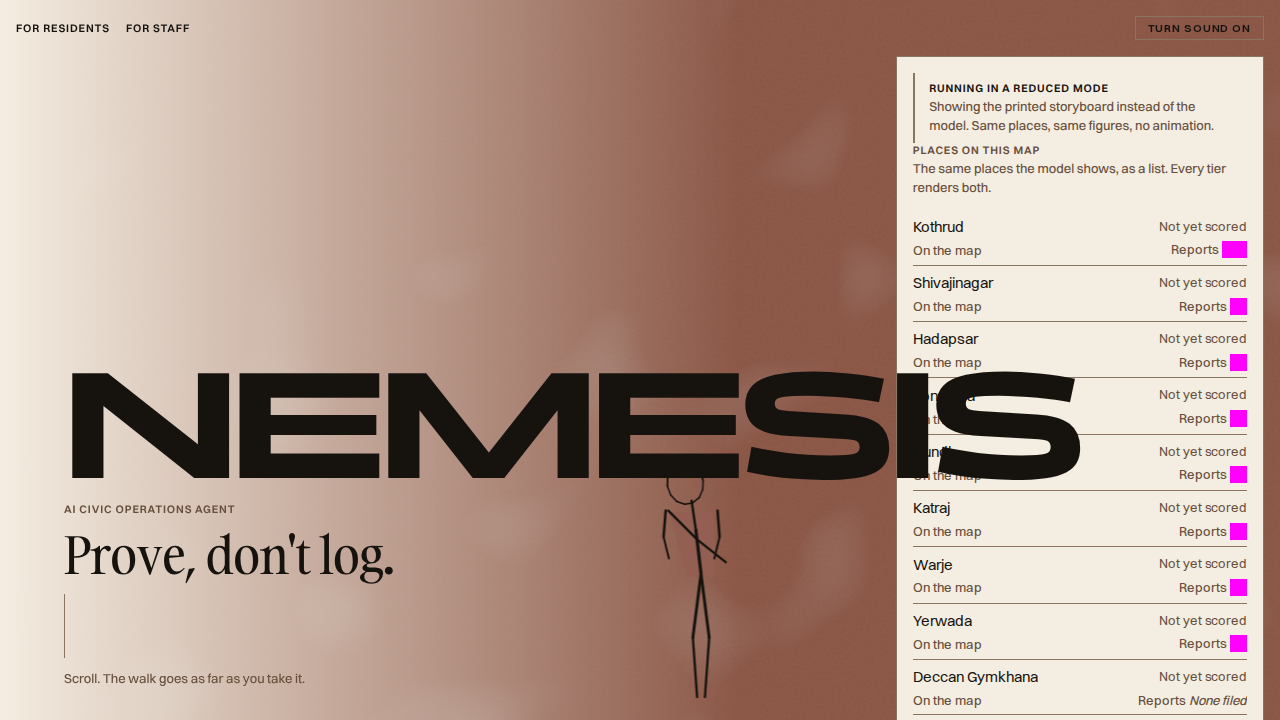 FOR RESIDENTS FOR STAFF
TURN SOUND ON
RUNNING IN A REDUCED MODE
Showing the printed storyboard instead of the
model. Same places, same figures, no animation.
PLACES ON THIS MAP
The same places the model shows, as a list. Every tier
renders both.
Kothrud Not yet scored
On the map Reports
Shivajinagar Not yet scored
On the map Reports
Hadapsar Not yet scored
On the map Reports
Not yet scored
Reports
Not yet scored
On the map Reports
Katraj Not yet scored
On the map Reports
Warje Not yet scored
On the map Reports
Yerwada Not yet scored
On the map Reports
Deccan Gymkhana Not yet scored
On the map Reports None filed
NEMESIS
AI CIVIC OPERATIONS AGENT
Prove, don't log.
Scroll. The walk goes as far as you take it.